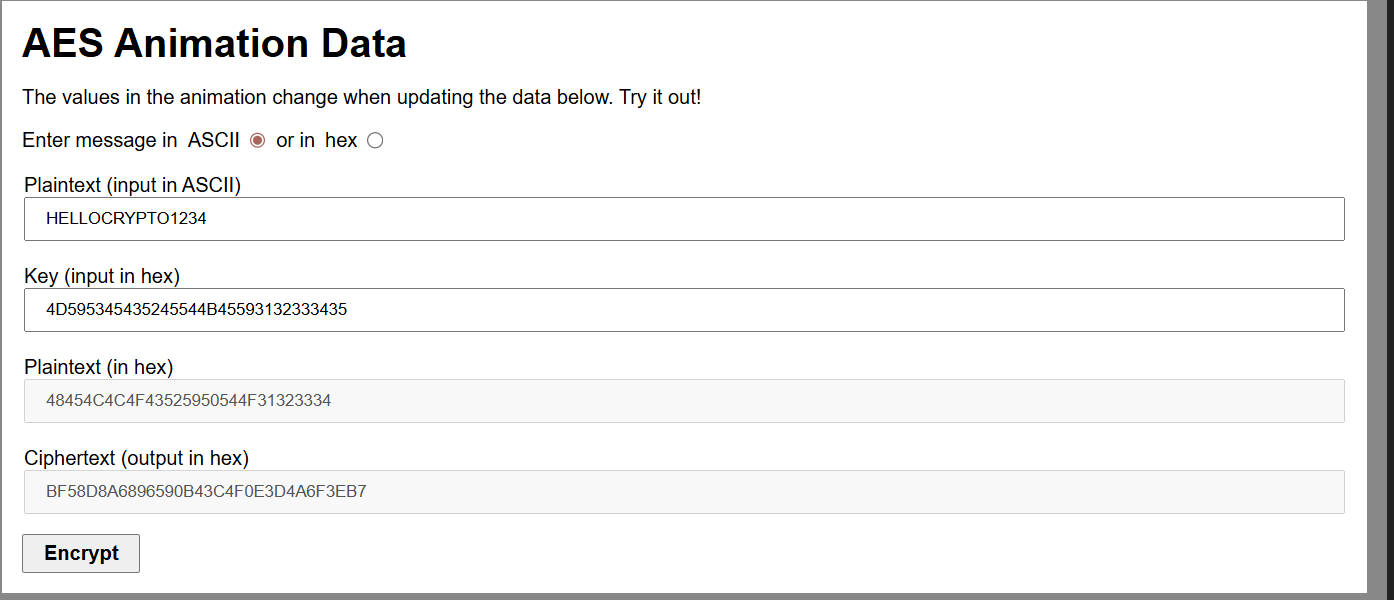 AES Animation Data
The values in the animation change when updating the data below. Try it out!
Enter message in ASCII or in hex
Plaintext (input in ASCII)
HELLOCRYPTO1234
Key (input in hex)
4D595345435245544B45593132333435
Plaintext (in hex)
48454C4C4F43525950544F31323334
Ciphertext (output in hex)
BF58D8A6896590B43C4F0E3D4A6F3EB7
Encrypt